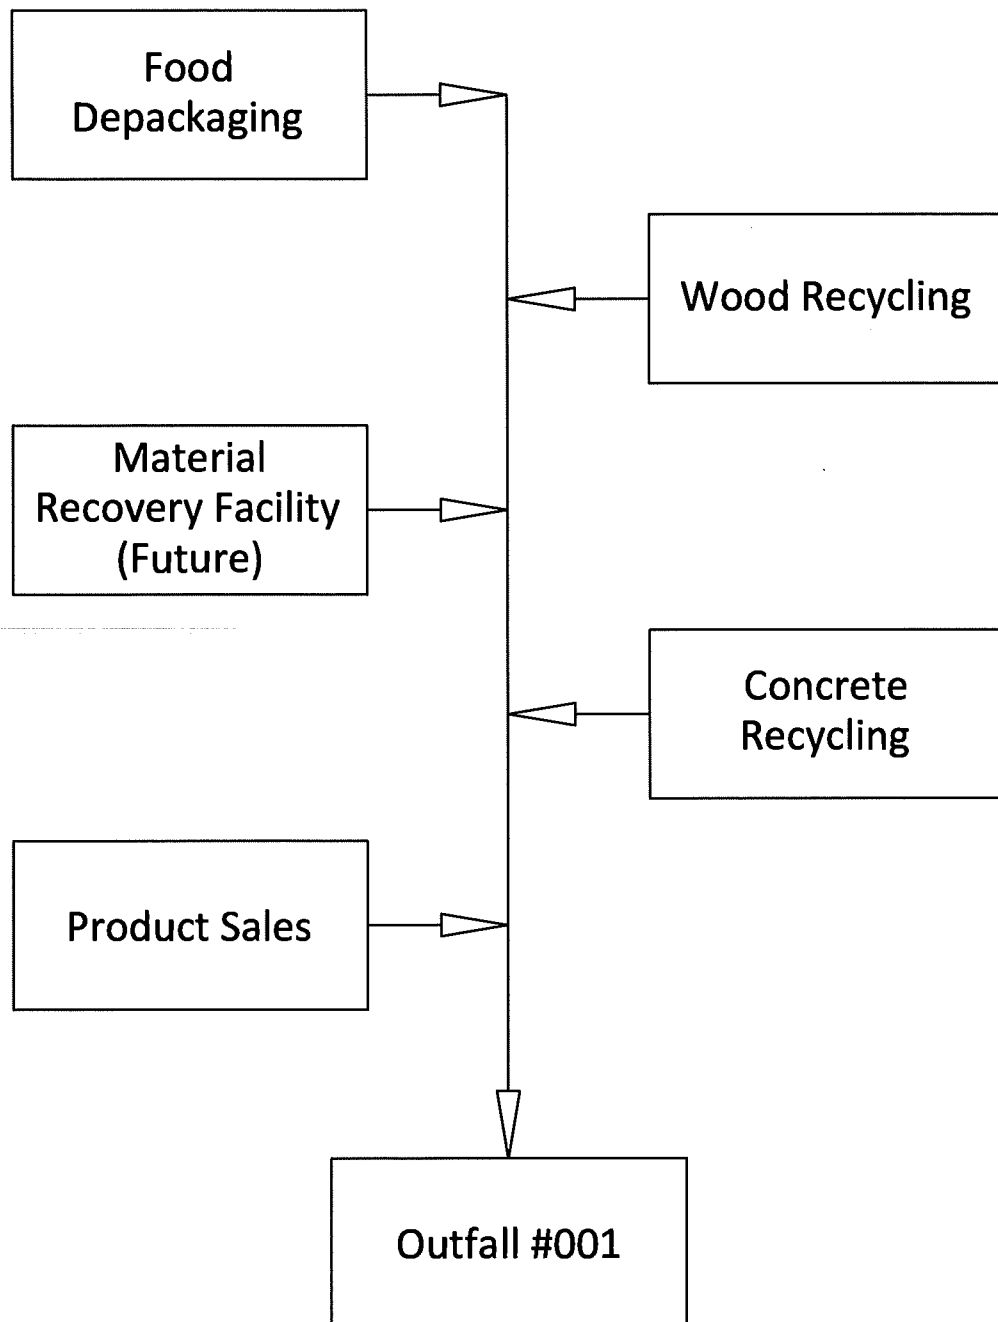 Food
Depackaging
Wood Recycling
Material
Recovery Facility
(Future)
Concrete
Recycling
Product Sales
Outfall #001